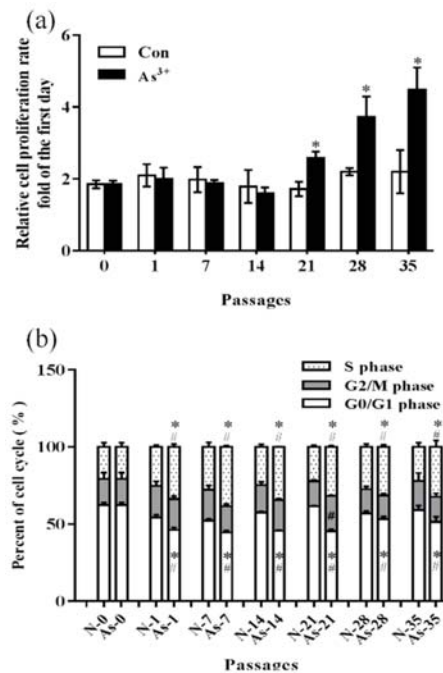 (a)
Con
As3+
Relative cell proliferation rate
fold of the first day
6
4
2
0
*
*
*
0 1 7 14 21 28 35
Passages
(b)
S phase
G2/M phase
G0/G1 phase
Percent of cell cycle ( % )
150
100
50
0
* * * * * *
# # # # # #
#
* * * * * *
# # # # # #
N-0 As-0 N-1 As-1 N-7 As-7 N-14 As-14 N-21 As-21 N-28 As-28 N-35 As-35
Passages